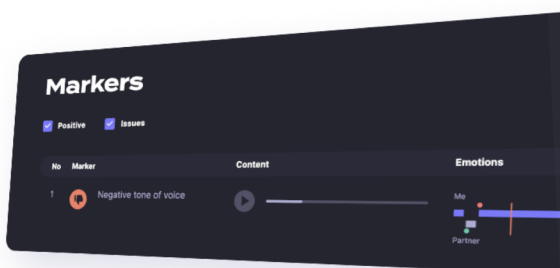 Markers
Positive Issues
No Marker Content Emotions
1 Negative tone of voice
Me
Partner